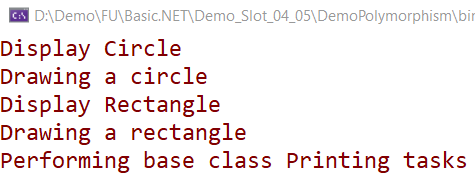 D:\Demo\FU\Basic.NET\Demo_Slot_04_05\DemoPolymorphism\bin
Display Circle
Drawing a circle
Display Rectangle
Drawing a rectangle
Performing base class Printing tasks